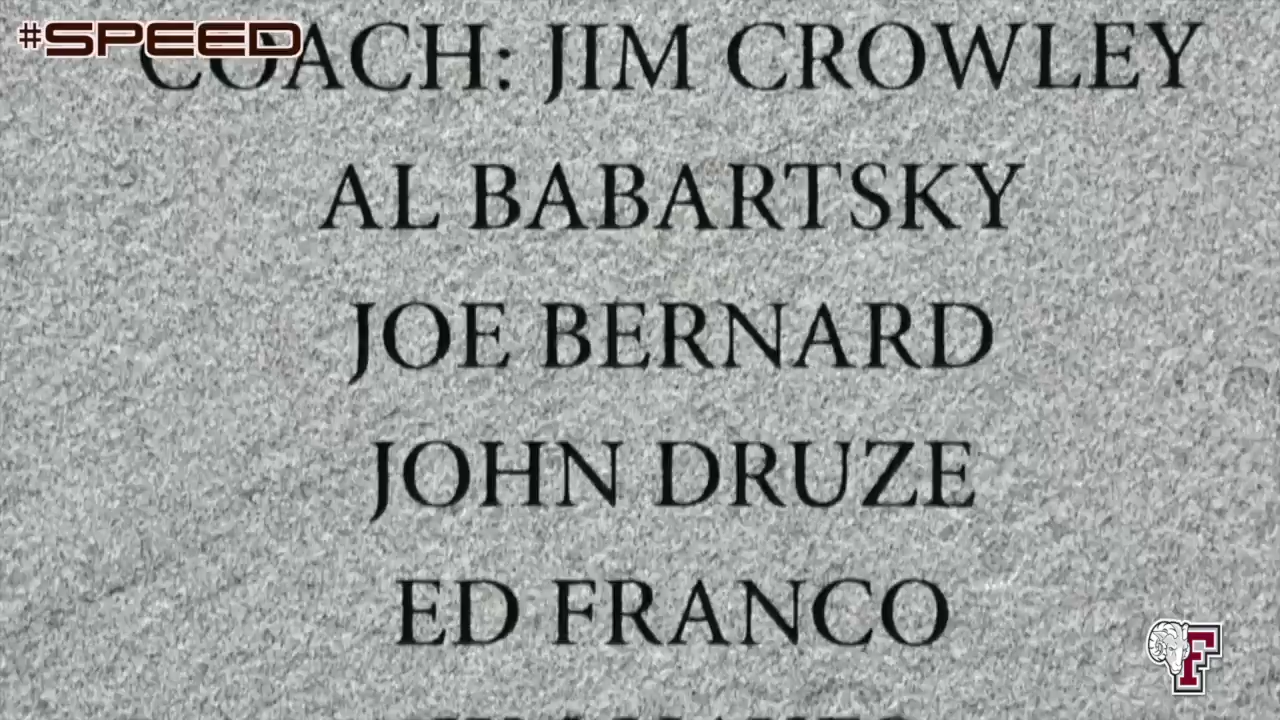 #SPEED
COACH: JIM CROWLEY
AL BABARTSKY
JOE BERNARD
JOHN DRUZE
ED FRANCO
F